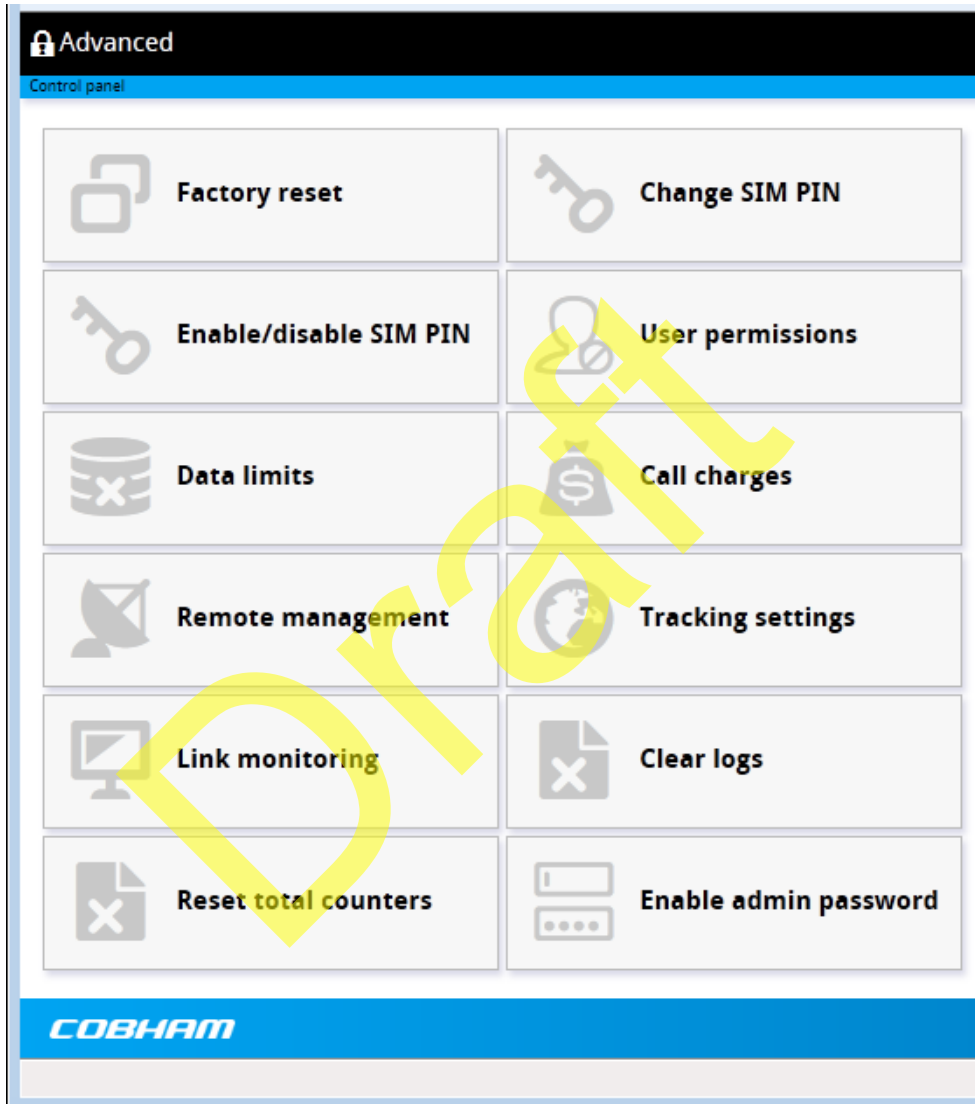 Advanced
Control panel
Factory reset
Change SIM PIN
Enable/disable SIM PIN
User permissions
Data limits
Call charges
Remote management
Tracking settings
Link monitoring
Clear logs
Reset total counters
Enable admin password
Draft
COBHAM